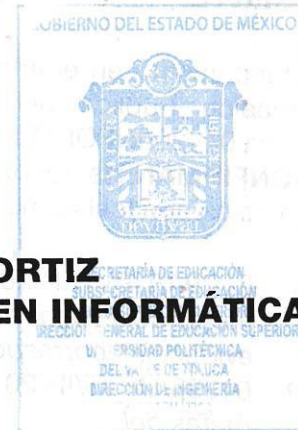 GOBIERNO DEL ESTADO DE MÉXICO
ORTIZ
SECRETARÍA DE EDUCACIÓN
SUBSECRETARÍA DE EDUCACIÓN
EN INFORMÁTICA
SUPERIOR
DIRECCIÓN GENERAL DE EDUCACIÓN SUPERIOR
UNIVERSIDAD POLITÉCNICA
DEL VALLE DE TOLUCA
DIRECCIÓN DE INGENIERÍA